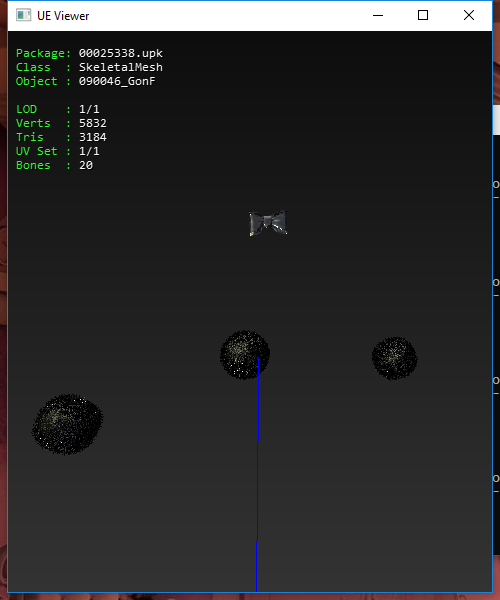 UE Viewer
Package: 00025338.upk
Class : SkeletalMesh
Object : 090046_GonF
LOD : 1/1
Verts : 5832
Tris : 3184
UV Set : 1/1
Bones : 20